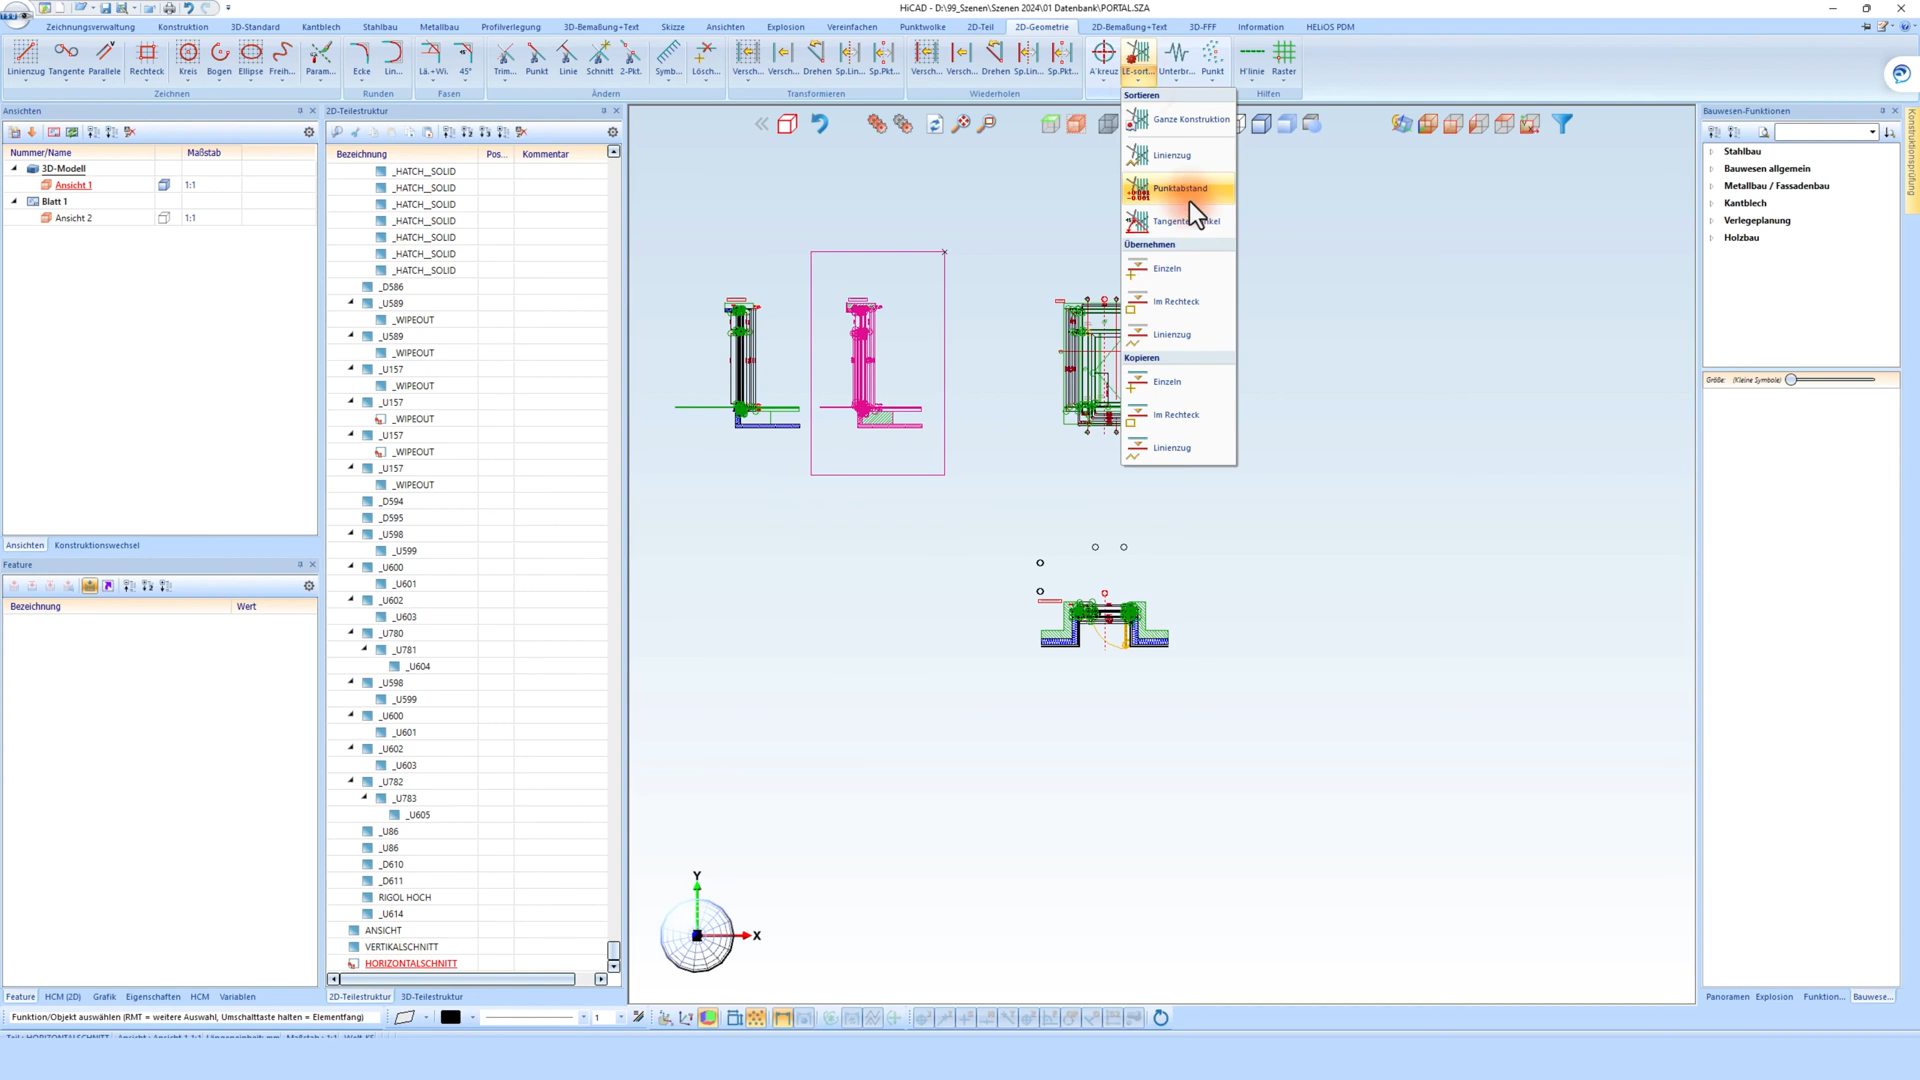 HiCAD - D:\99_Szenen\Szenen 2024\01 Datenbank\PORTAL.SZA
Zeichnungsverwaltung Konstruktion 3D-Standard Kantblech Stahlbau Metallbau Profilverlegung 3D-Bemaßung+Text Skizze Ansichten Explosion Vereinfachen Punktwolke 2D-Teil 2D-Geometrie 2D-Bemaßung+Text 3D-FFF Information HELiOS PDM
Linienzug Tangente Parallele Rechteck Kreis Bogen Ellipse Freih... Param... Ecke Lin... Lä.+Wi. 45° Trim... Punkt Linie Schnitt 2-Pkt. Symb... Lösch... Versch... Versch... Drehen Sp.Lin... Sp.Pkt... Versch... Versch... Drehen Sp.Lin... Sp.Pkt... A'kreuz LE-sort... Unterbr... Punkt H'linie Raster
Zeichnen Runden Fasen Ändern Transformieren Wiederholen Hilfen
Sortieren
Ganze Konstruktion
Linienzug
Punktabstand
Übernehmen
Einzeln
Im Rechteck
Linienzug
Kopieren
Einzeln
Im Rechteck
Linienzug
Ansichten
Nummer/Name Maßstab
3D-Modell
Ansicht 1 1:1
Blatt 1
Ansicht 2 1:1
Ansichten Konstruktionswechsel
Feature
Bezeichnung Wert
Feature HCM (2D) Grafik Eigenschaften HCM Variablen
2D-Teilestruktur
Bezeichnung Pos... Kommentar
_HATCH__SOLID
_HATCH__SOLID
_HATCH__SOLID
_HATCH__SOLID
_HATCH__SOLID
_HATCH__SOLID
_HATCH__SOLID
_D586
_U589
_WIPEOUT
_U589
_WIPEOUT
_U157
_WIPEOUT
_U157
_WIPEOUT
_U157
_WIPEOUT
_U157
_WIPEOUT
_D594
_D595
_U598
_U599
_U600
_U601
_U602
_U603
_U780
_U781
_U604
_U598
_U599
_U600
_U601
_U602
_U603
_U782
_U783
_U605
_U86
_U86
_D610
_D611
RIGOL HOCH
_U614
ANSICHT
VERTIKALSCHNITT
HORIZONTALSCHNITT
2D-Teilestruktur 3D-Teilestruktur
Y
X
Bauwesen-Funktionen
Stahlbau
Bauwesen allgemein
Metallbau / Fassadenbau
Kantblech
Verlegeplanung
Holzbau
Größe: (Kleine Symbole)
Panoramen Explosion Funktion... Bauwese...
Konstruktionsprüfung
Funktion/Objekt auswählen (RMT = weitere Auswahl, Umschalttaste halten = Elementfang)
1